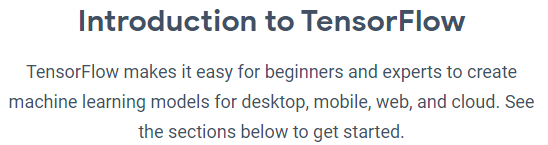 Introduction to TensorFlow
TensorFlow makes it easy for beginners and experts to create
machine learning models for desktop, mobile, web, and cloud. See
the sections below to get started.